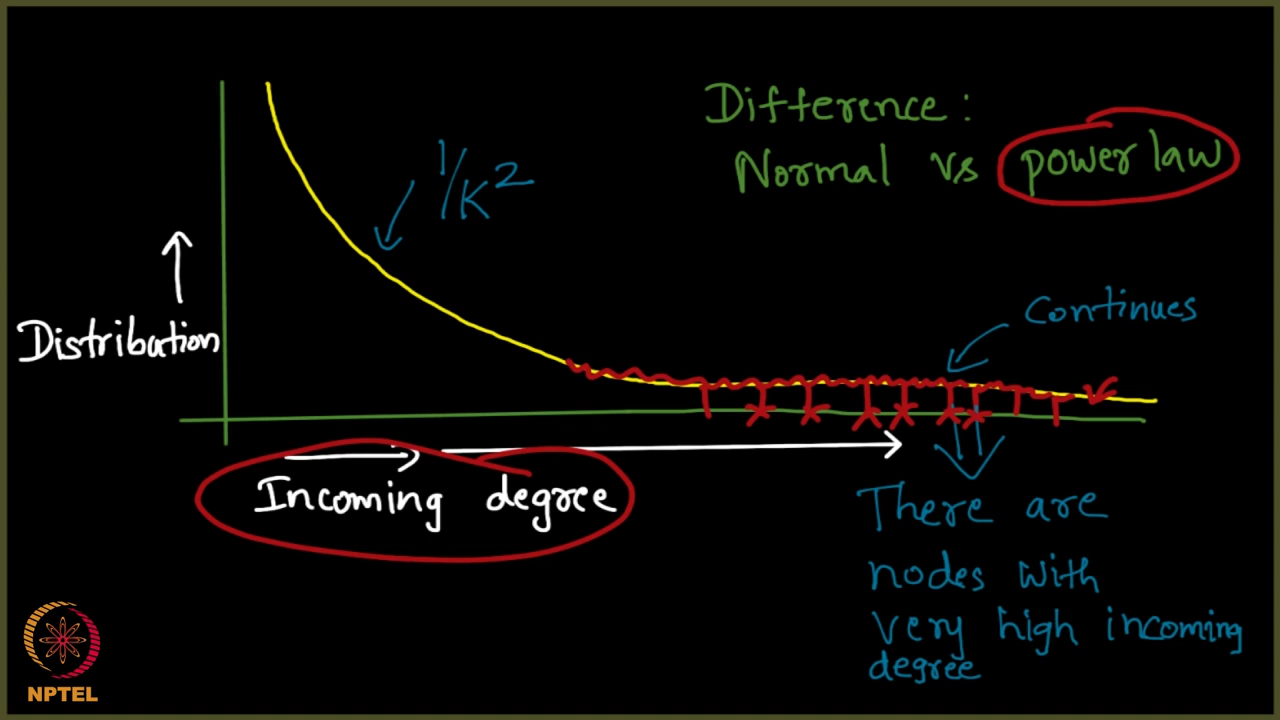 Difference:
Normal vs power law
1/K²
Continues
Distribution
Incoming degree
There are
nodes with
very high incoming
degree
NPTEL